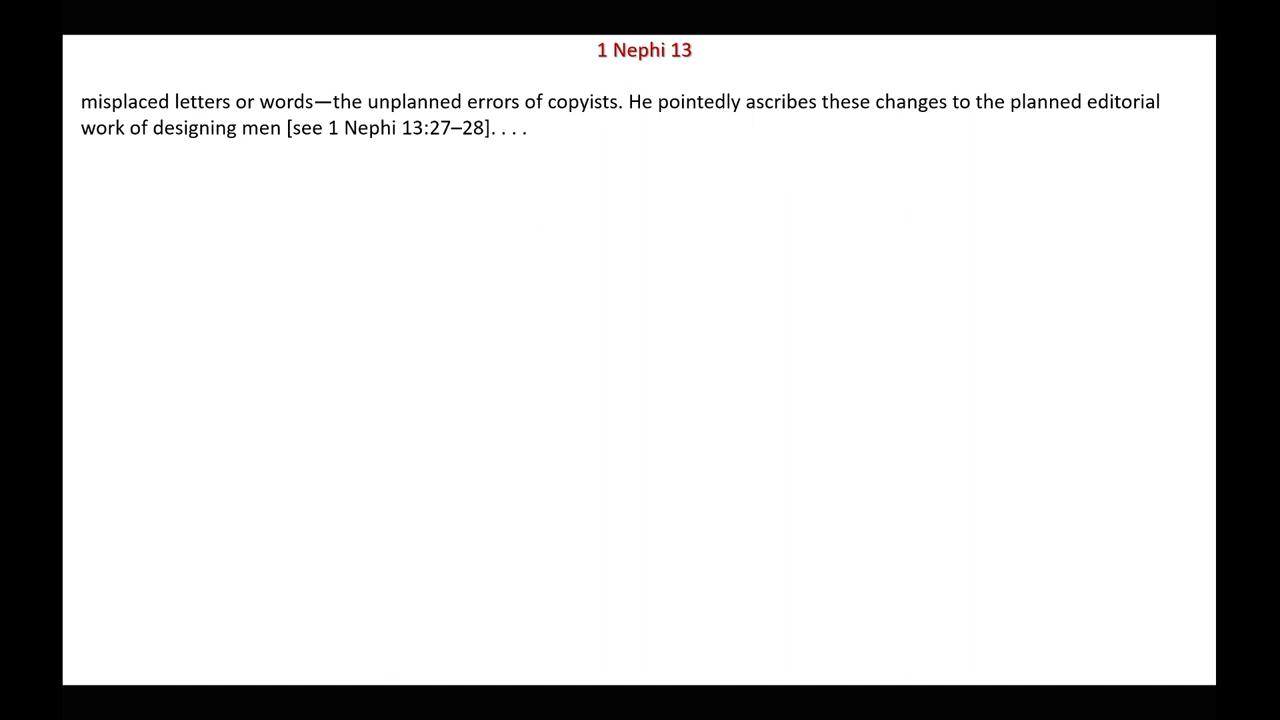 1 Nephi 13
misplaced letters or words—the unplanned errors of copyists. He pointedly ascribes these changes to the planned editorial
work of designing men [see 1 Nephi 13:27–28]. . . .